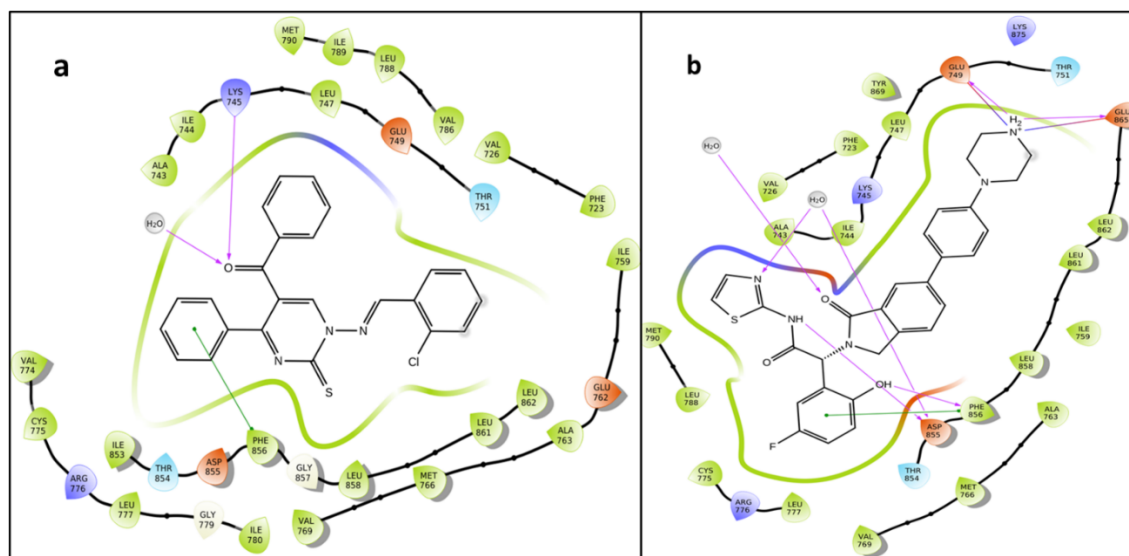 a
MET
790
ILE
789
LEU
788
LYS
745
LEU
747
VAL
786
ILE
744
GLU
749
VAL
726
ALA
743
THR
751
PHE
723
H₂O
O
ILE
759
N
N
N
Cl
S
VAL
774
GLU
762
CYS
775
LEU
862
ALA
763
LEU
861
ILE
853
THR
854
ASP
855
PHE
856
GLY
857
ARG
776
LEU
858
MET
766
LEU
777
GLY
779
ILE
780
VAL
769
b
LYS
875
GLU
749
THR
751
TYR
869
GLU
865
LEU
747
H₂
N⁺
H₂O
PHE
723
VAL
726
LYS
745
H₂O
N
ALA
743
ILE
744
LEU
862
LEU
861
N
O
S
NH
N
MET
790
ILE
759
O
LEU
858
LEU
788
OH
PHE
856
ALA
763
F
ASP
855
THR
854
CYS
775
MET
766
ARG
776
LEU
777
VAL
769